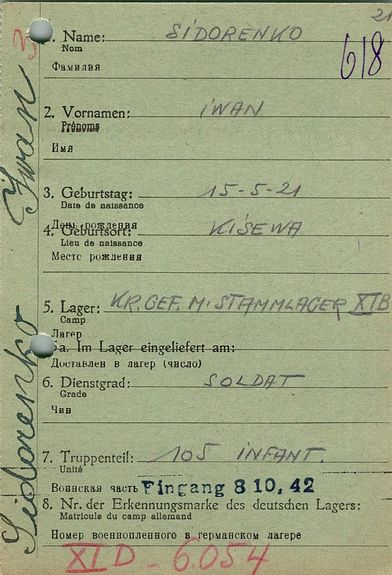 21
3
1. Name: SIDORENKO
Nom
Фамилия
618
2. Vornamen: IWAN
Prénoms
Имя
3. Geburtstag: 15-5-21
Date de naissance
День рождения
4. Geburtsort: KISEWA
Lieu de naissance
Место рождения
5. Lager: KR.GEF.M.STAMMLAGER XIB
Camp
Лагерь
5a. Im Lager eingeliefert am:
Доставлен в лагерь (число)
6. Dienstgrad: SOLDAT
Grade
Чин
7. Truppenteil: 105 INFANT.
Unité
Воинская часть Eingang 8 10. 42
8. Nr. der Erkennungsmarke des deutschen Lagers:
Matricule du camp allemand
Номер военнопленного в германском лагере
XID - 6.054
Sidorenko Iwan